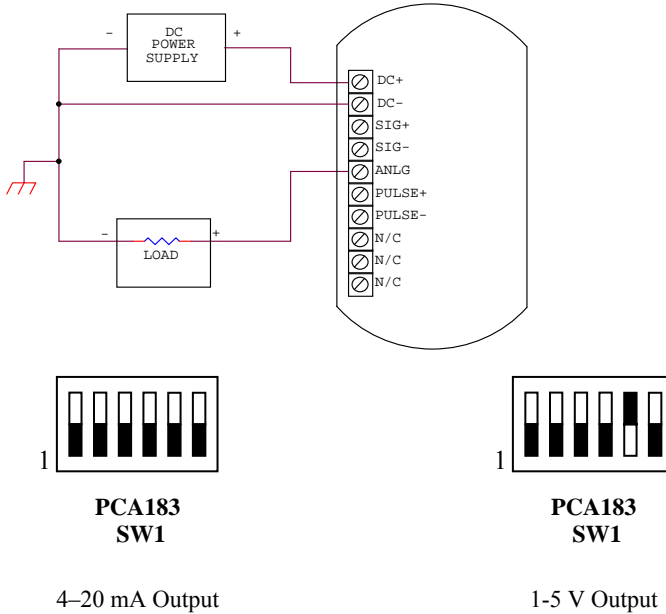 - DC +
POWER
SUPPLY
DC+
DC-
SIG+
SIG-
ANLG
PULSE+
PULSE-
N/C
N/C
N/C
- +
LOAD
1
1
PCA183
SW1
PCA183
SW1
4–20 mA Output
1-5 V Output